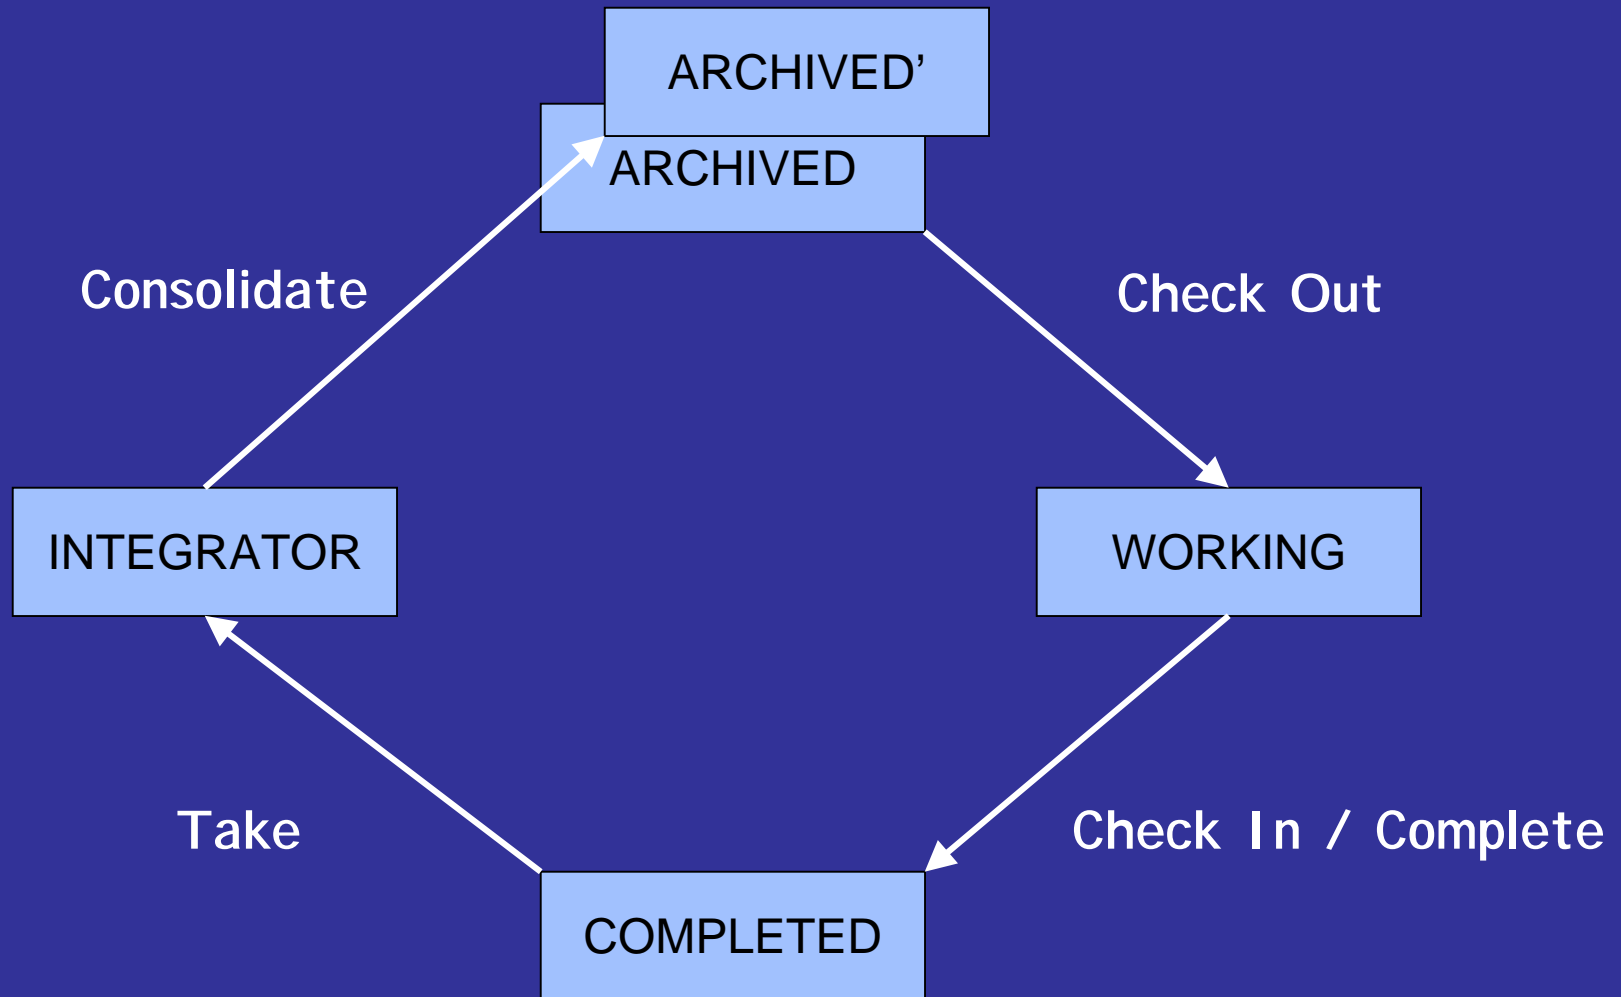 ARCHIVED’
ARCHIVED
Consolidate
Check Out
INTEGRATOR
WORKING
Take
Check In / Complete
COMPLETED